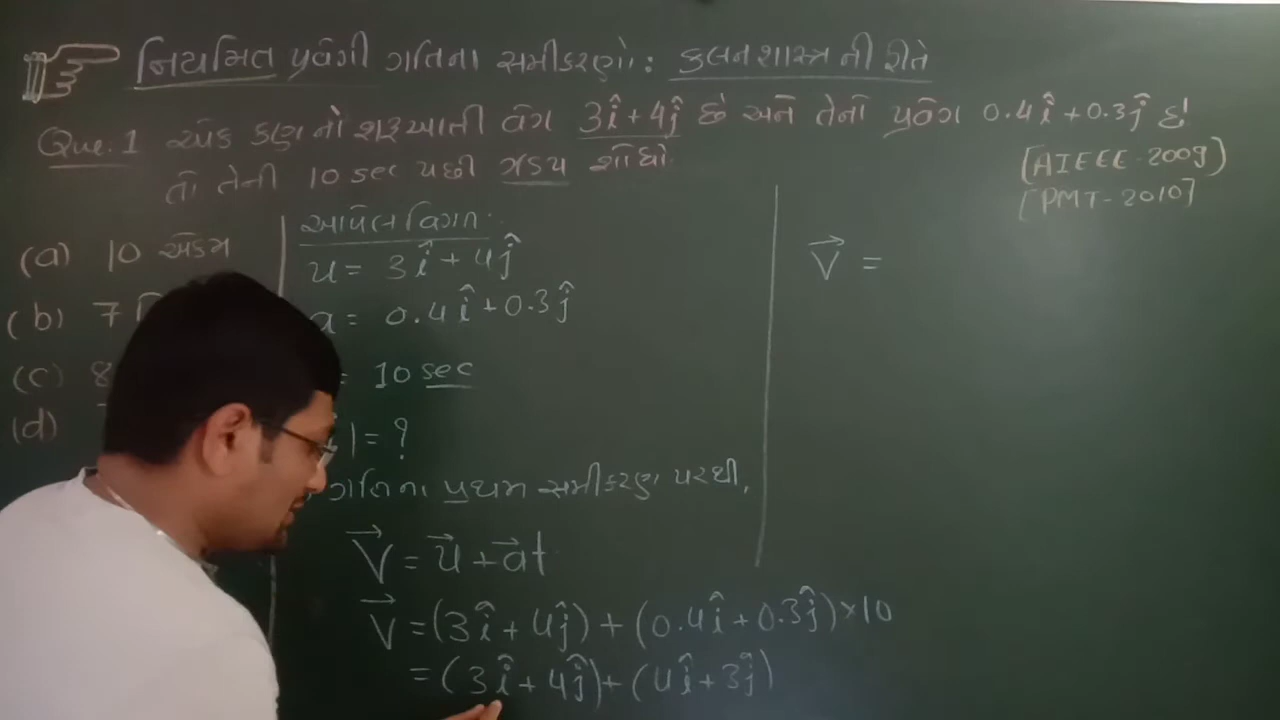 નિયમિત પ્રવેગી ગતિના સમીકરણો : કલનશાસ્ત્ર ની રીતે
Que. 1 એક કણ નો શરૂઆતી વેગ 3î + 4ĵ છે અને તેનો પ્રવેગ 0.4î + 0.3ĵ છે
તો તેની 10 sec પછી ઝડપ શોધો.
[AIEEE - 2009]
[PMT - 2010]
(a) 10 એકમ
(b) 7
(c) 8
(d)
આપેલ વિગત :
u = 3î + 4ĵ
a = 0.4î + 0.3ĵ
= 10 sec
| = ?
ગતિના પ્રથમ સમીકરણ પરથી,
V⃗ = u⃗ + a⃗t
V⃗ = (3î + 4ĵ) + (0.4î + 0.3ĵ) × 10
= (3î + 4ĵ) + (4î + 3ĵ)
V⃗ =